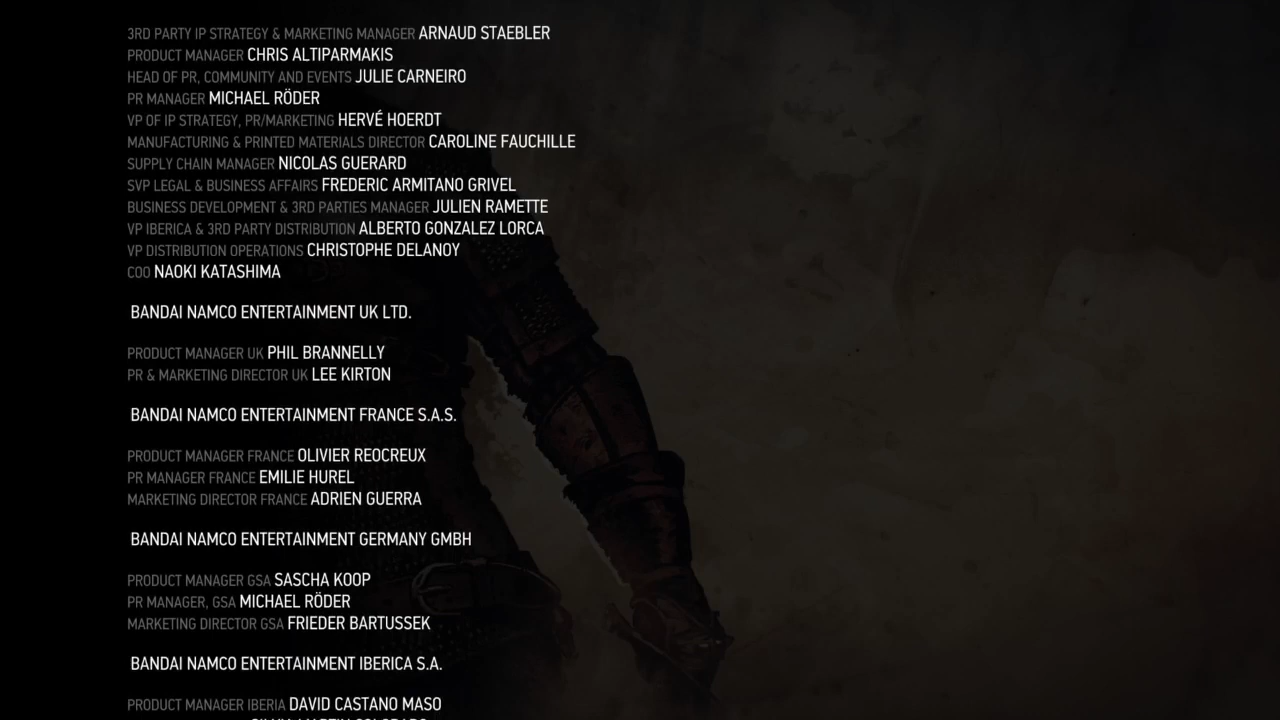 3RD PARTY IP STRATEGY & MARKETING MANAGER ARNAUD STAEBLER
PRODUCT MANAGER CHRIS ALTIPARMAKIS
HEAD OF PR, COMMUNITY AND EVENTS JULIE CARNEIRO
PR MANAGER MICHAEL RÖDER
VP OF IP STRATEGY, PR/MARKETING HERVÉ HOERDT
MANUFACTURING & PRINTED MATERIALS DIRECTOR CAROLINE FAUCHILLE
SUPPLY CHAIN MANAGER NICOLAS GUERARD
SVP LEGAL & BUSINESS AFFAIRS FREDERIC ARMITANO GRIVEL
BUSINESS DEVELOPMENT & 3RD PARTIES MANAGER JULIEN RAMETTE
VP IBERICA & 3RD PARTY DISTRIBUTION ALBERTO GONZALEZ LORCA
VP DISTRIBUTION OPERATIONS CHRISTOPHE DELANOY
COO NAOKI KATASHIMA
BANDAI NAMCO ENTERTAINMENT UK LTD.
PRODUCT MANAGER UK PHIL BRANNELLY
PR & MARKETING DIRECTOR UK LEE KIRTON
BANDAI NAMCO ENTERTAINMENT FRANCE S.A.S.
PRODUCT MANAGER FRANCE OLIVIER REOCREUX
PR MANAGER FRANCE EMILIE HUREL
MARKETING DIRECTOR FRANCE ADRIEN GUERRA
BANDAI NAMCO ENTERTAINMENT GERMANY GMBH
PRODUCT MANAGER GSA SASCHA KOOP
PR MANAGER, GSA MICHAEL RÖDER
MARKETING DIRECTOR GSA FRIEDER BARTUSSEK
BANDAI NAMCO ENTERTAINMENT IBERICA S.A.
PRODUCT MANAGER IBERIA DAVID CASTANO MASO